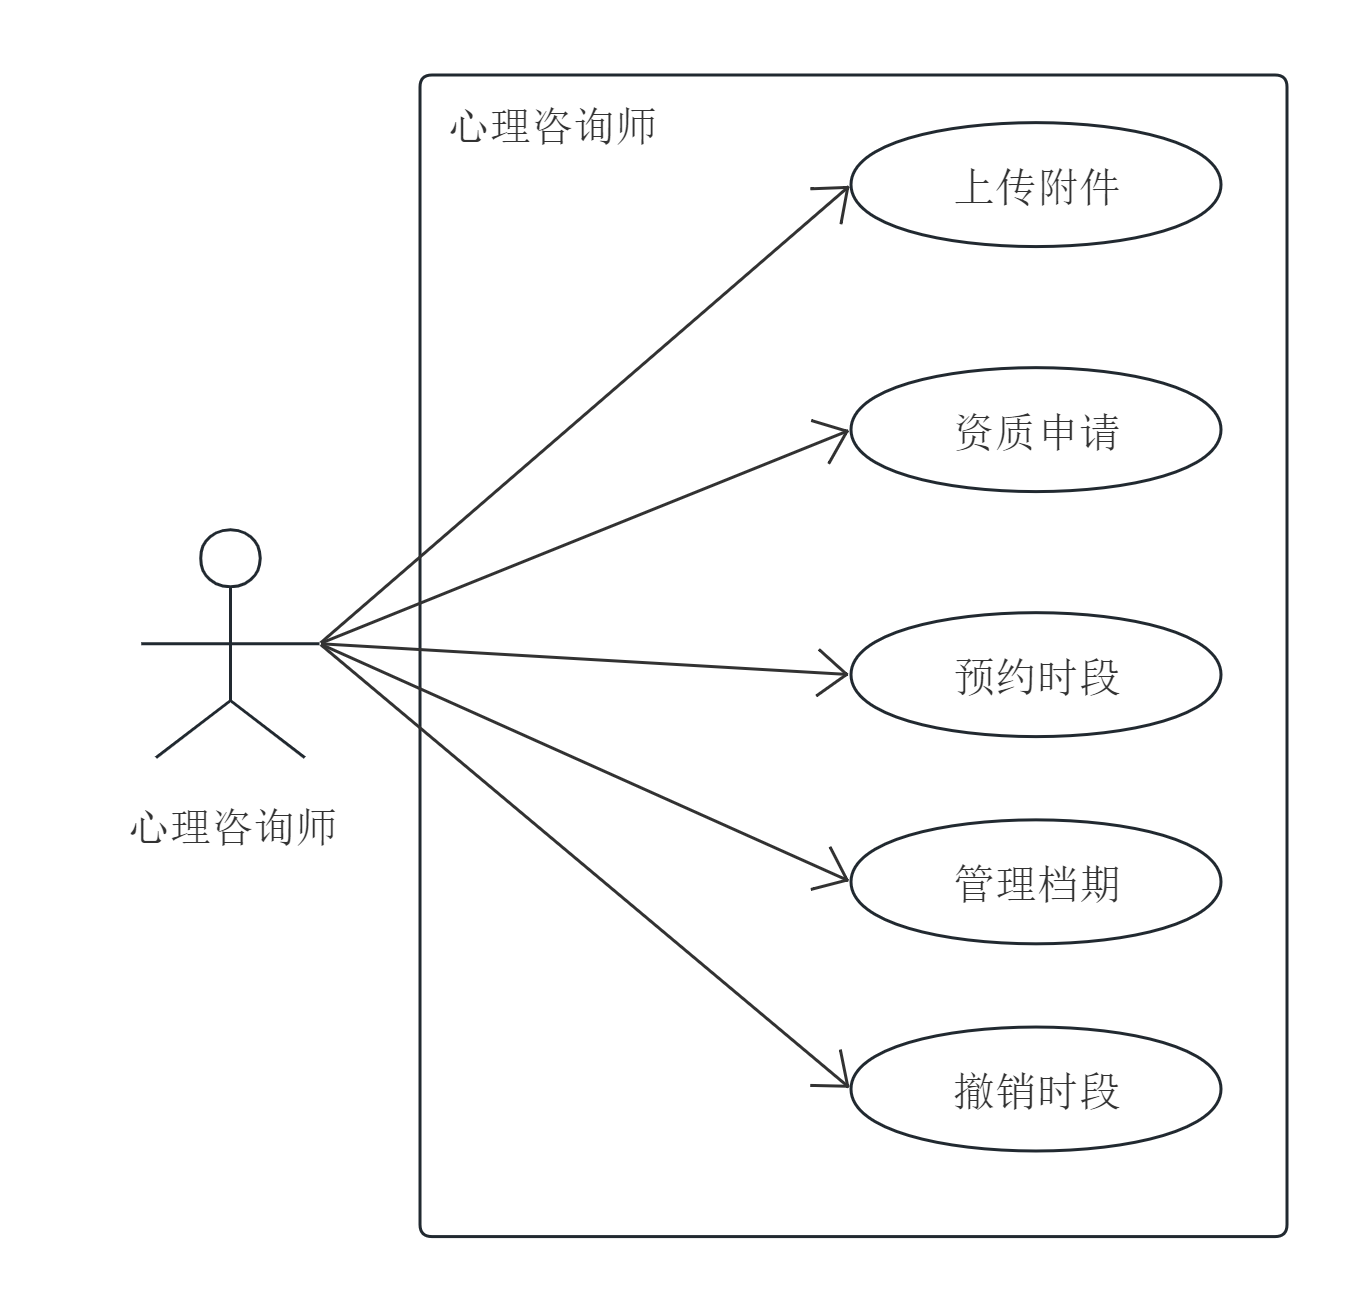 心理咨询师
上传附件
资质申请
预约时段
心理咨询师
管理档期
撤销时段